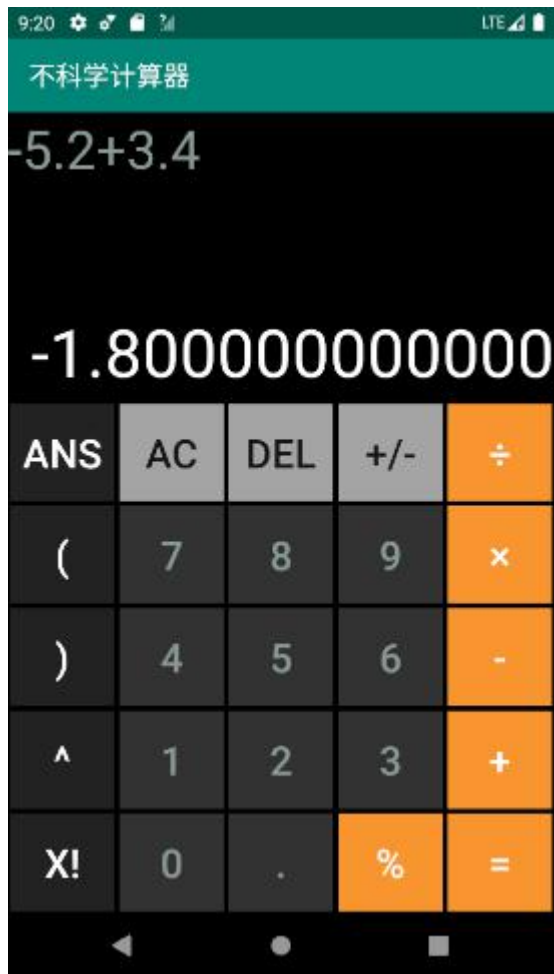 9:20 LTE
不科学计算器
-5.2+3.4
-1.800000000000
ANS AC DEL +/- ÷
( 7 8 9 ×
) 4 5 6 -
^ 1 2 3 +
X! 0 . % =